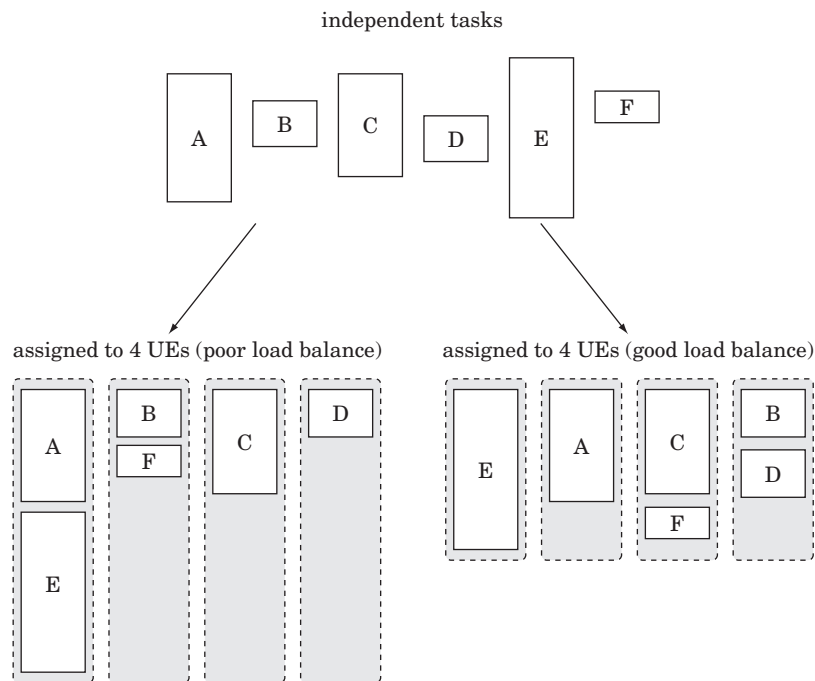 independent tasks
A
B
C
D
E
F
assigned to 4 UEs (poor load balance)
A
E
B
F
C
D
assigned to 4 UEs (good load balance)
E
A
C
F
B
D